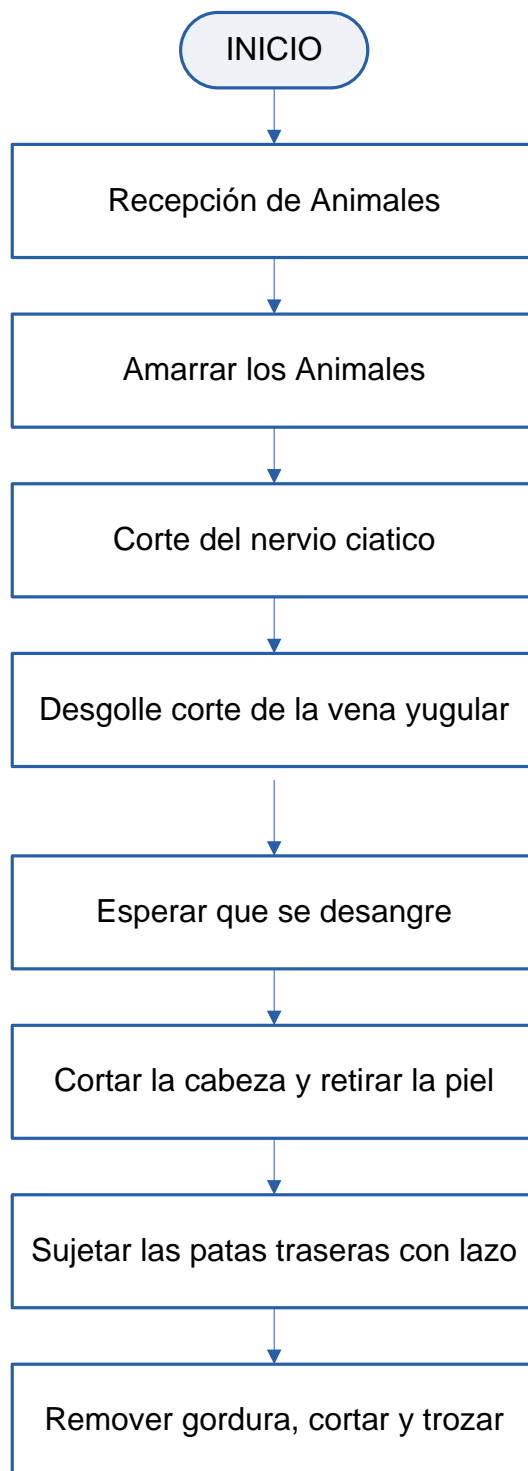 INICIO
Recepción de Animales
Amarrar los Animales
Corte del nervio ciatico
Desgolle corte de la vena yugular
Esperar que se desangre
Cortar la cabeza y retirar la piel
Sujetar las patas traseras con lazo
Remover gordura, cortar y trozar